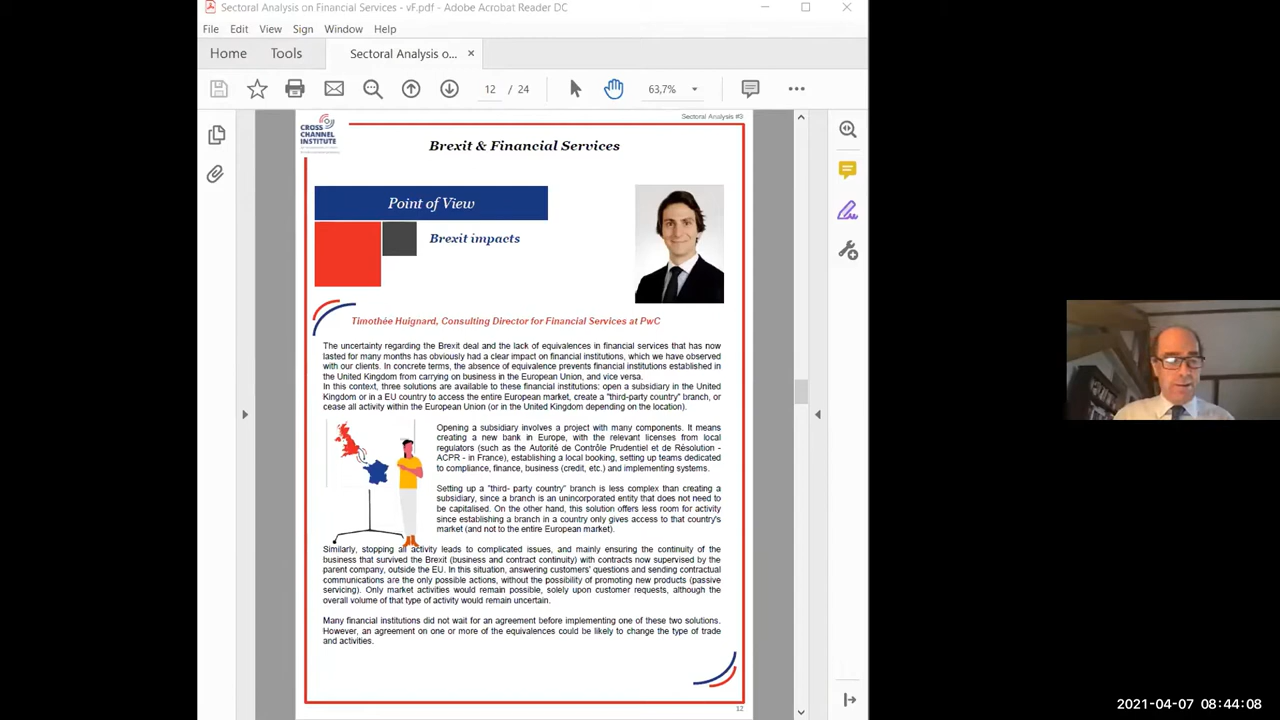 Sectoral Analysis on Financial Services - vF.pdf - Adobe Acrobat Reader DC
File Edit View Sign Window Help
Home Tools Sectoral Analysis o... ×
12 / 24 63,7%
Sectoral Analysis #3
CROSS
CHANNEL
INSTITUTE
Brexit & Financial Services
Point of View
Brexit impacts
Timothée Huignard, Consulting Director for Financial Services at PwC
The uncertainty regarding the Brexit deal and the lack of equivalences in financial services that has now
lasted for many months has obviously had a clear impact on financial institutions, which we have observed
with our clients. In concrete terms, the absence of equivalence prevents financial institutions established in
the United Kingdom from carrying on business in the European Union, and vice versa.
In this context, three solutions are available to these financial institutions: open a subsidiary in the United
Kingdom or in a EU country to access the entire European market, create a "third-party country" branch, or
cease all activity within the European Union (or in the United Kingdom depending on the location).
Opening a subsidiary involves a project with many components. It means
creating a new bank in Europe, with the relevant licenses from local
regulators (such as the Autorité de Contrôle Prudentiel et de Résolution -
ACPR - in France), establishing a local booking, setting up teams dedicated
to compliance, finance, business (credit, etc.) and implementing systems.
Setting up a "third- party country" branch is less complex than creating a
subsidiary, since a branch is an unincorporated entity that does not need to
be capitalised. On the other hand, this solution offers less room for activity
since establishing a branch in a country only gives access to that country's
market (and not to the entire European market).
Similarly, stopping all activity leads to complicated issues, and mainly ensuring the continuity of the
business that survived the Brexit (business and contract continuity) with contracts now supervised by the
parent company, outside the EU. In this situation, answering customers' questions and sending contractual
communications are the only possible actions, without the possibility of promoting new products (passive
servicing). Only market activities would remain possible, solely upon customer requests, although the
overall volume of that type of activity would remain uncertain.
Many financial institutions did not wait for an agreement before implementing one of these two solutions.
However, an agreement on one or more of the equivalences could be likely to change the type of trade
and activities.
12
2021-04-07 08:44:08